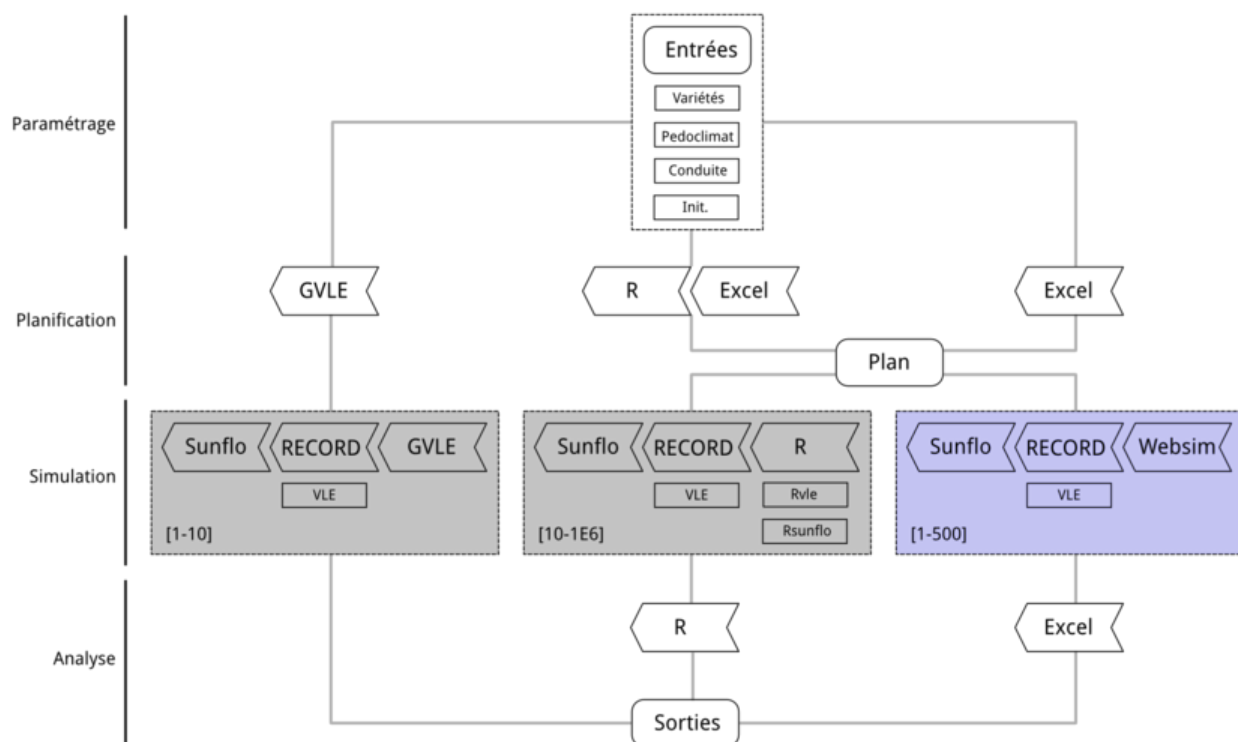 Paramétrage
Entrées
Variétés
Pedoclimat
Conduite
Init.
Planification
GVLE
R
Excel
Excel
Plan
Simulation
Sunflo
RECORD
GVLE
VLE
[1-10]
Sunflo
RECORD
R
VLE
Rvle
Rsunflo
[10-1E6]
Sunflo
RECORD
Websim
VLE
[1-500]
Analyse
R
Excel
Sorties